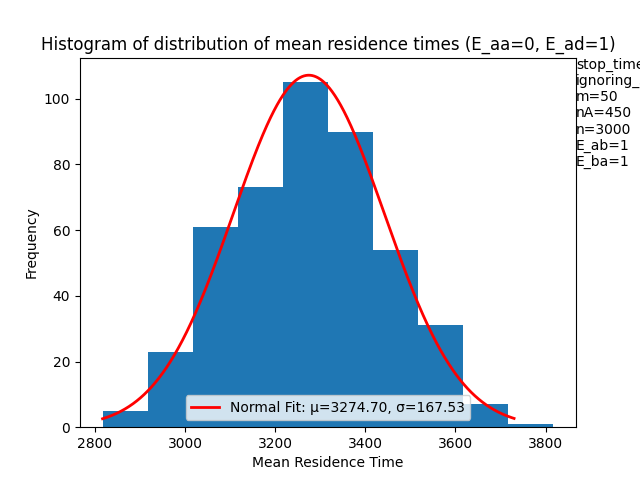 Histogram of distribution of mean residence times (E_aa=0, E_ad=1)
stop_time
ignoring_
m=50
nA=450
n=3000
E_ab=1
E_ba=1
Frequency
100
80
60
40
20
0
Normal Fit: μ=3274.70, σ=167.53
2800 3000 3200 3400 3600 3800
Mean Residence Time